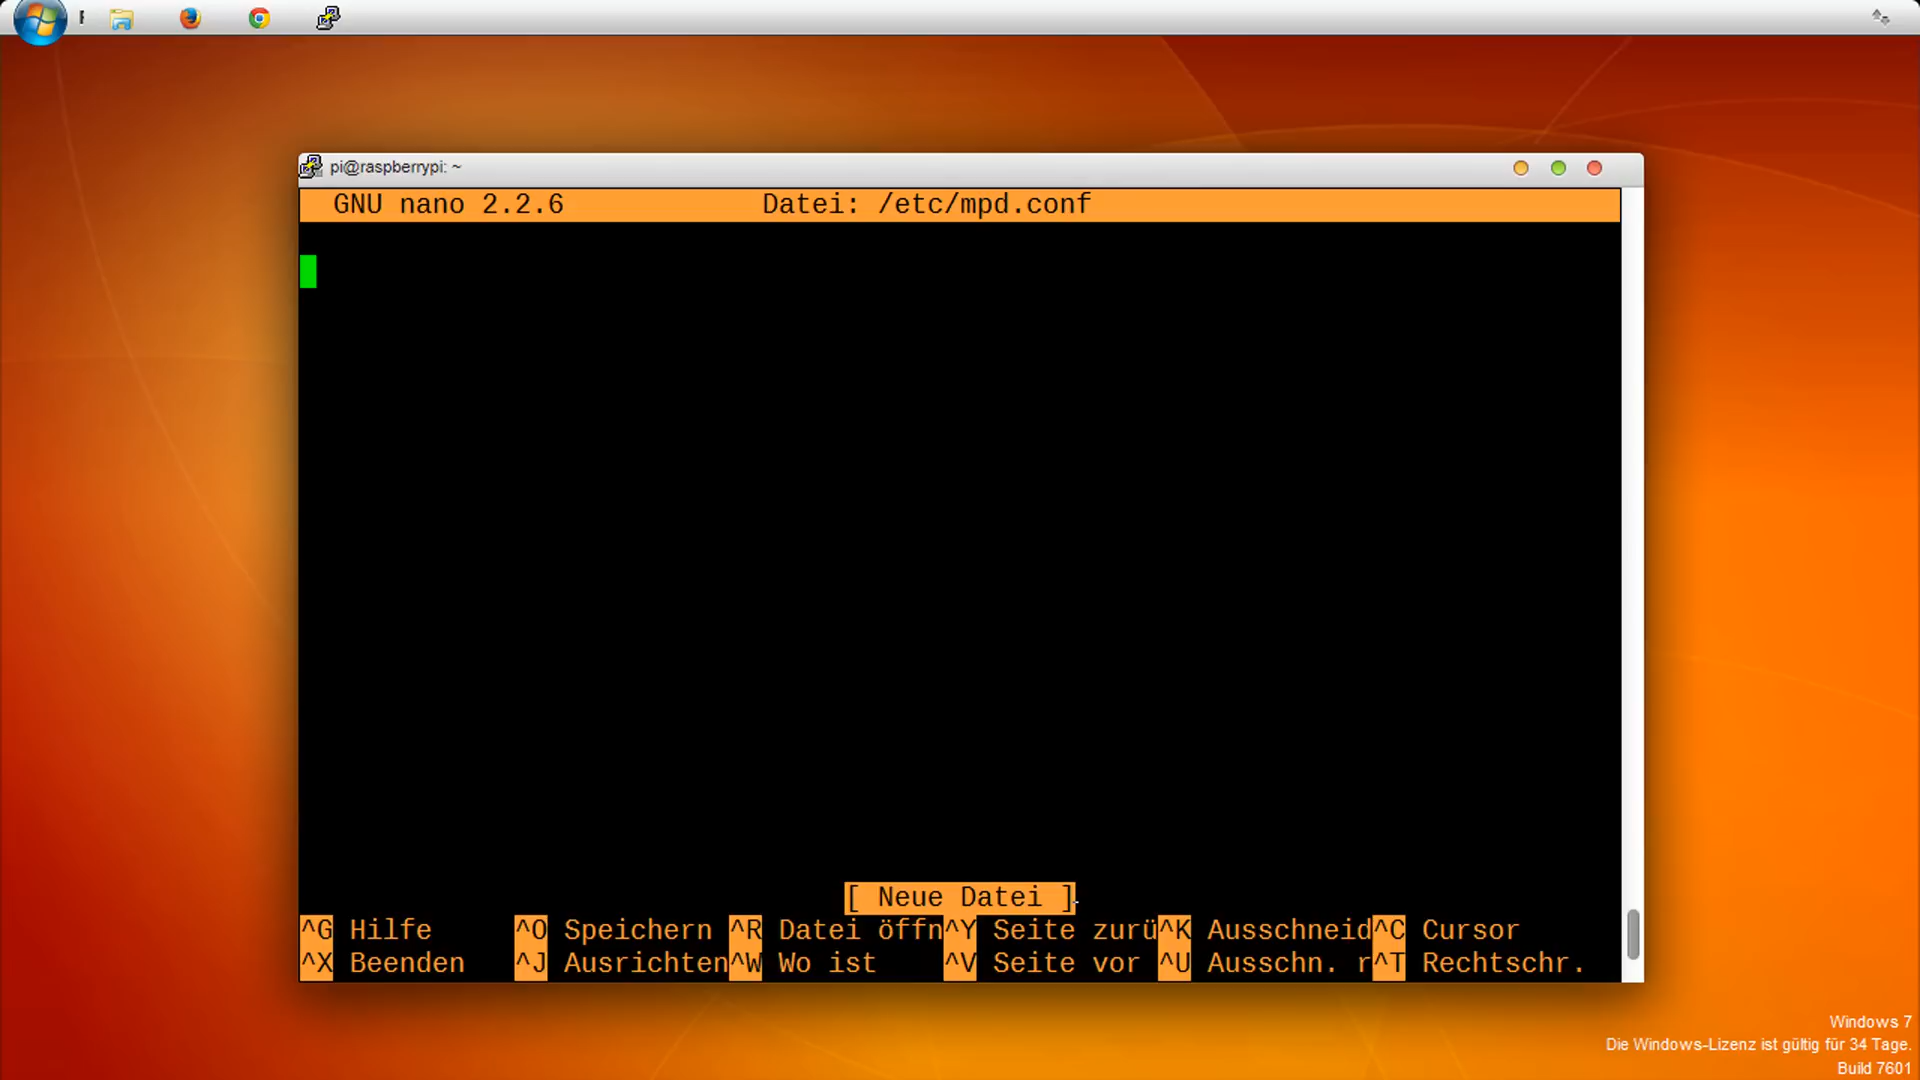 pi@raspberrypi: ~
GNU nano 2.2.6 Datei: /etc/mpd.conf
[ Neue Datei ]
^G Hilfe ^O Speichern ^R Datei öffn^Y Seite zurü^K Ausschneid^C Cursor
^X Beenden ^J Ausrichten^W Wo ist ^V Seite vor ^U Ausschn. r^T Rechtschr.
Windows 7
Die Windows-Lizenz ist gültig für 34 Tage.
Build 7601